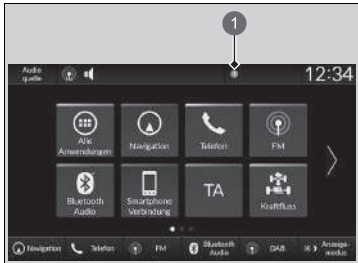 1
Audio
quelle
12:34
Alle
Anwendungen
Navigation
Telefon
FM
Bluetooth
Audio
Smartphone
Verbindung
TA
Kraftfluss
Navigation
Telefon
FM
Bluetooth
Audio
DAB
Anzeige-
modus